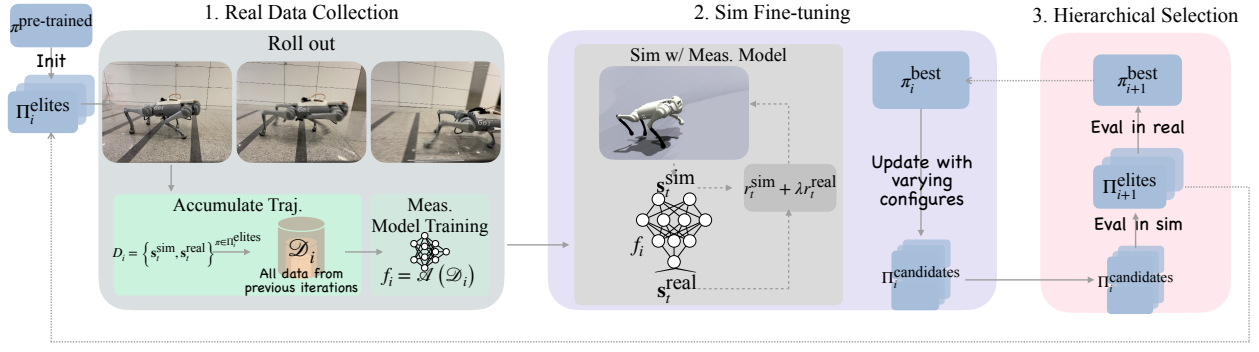 1. Real Data Collection
2. Sim Fine-tuning
3. Hierarchical Selection
π^pre-trained
Init
Π_i^elites
Roll out
Accumulate Traj.
D_i = {s_t^sim, s_t^real}^π∈Π^elites
𝒟_i
All data from
previous iterations
Meas.
Model Training
f_i = 𝒜(𝒟_i)
Sim w/ Meas. Model
s_t^sim
r_t^sim + λr_t^real
f_i
s_t^real
π_i^best
Update with
varying
configures
Π_i^candidates
π_{i+1}^best
Eval in real
Π_{i+1}^elites
Eval in sim
Π_i^candidates